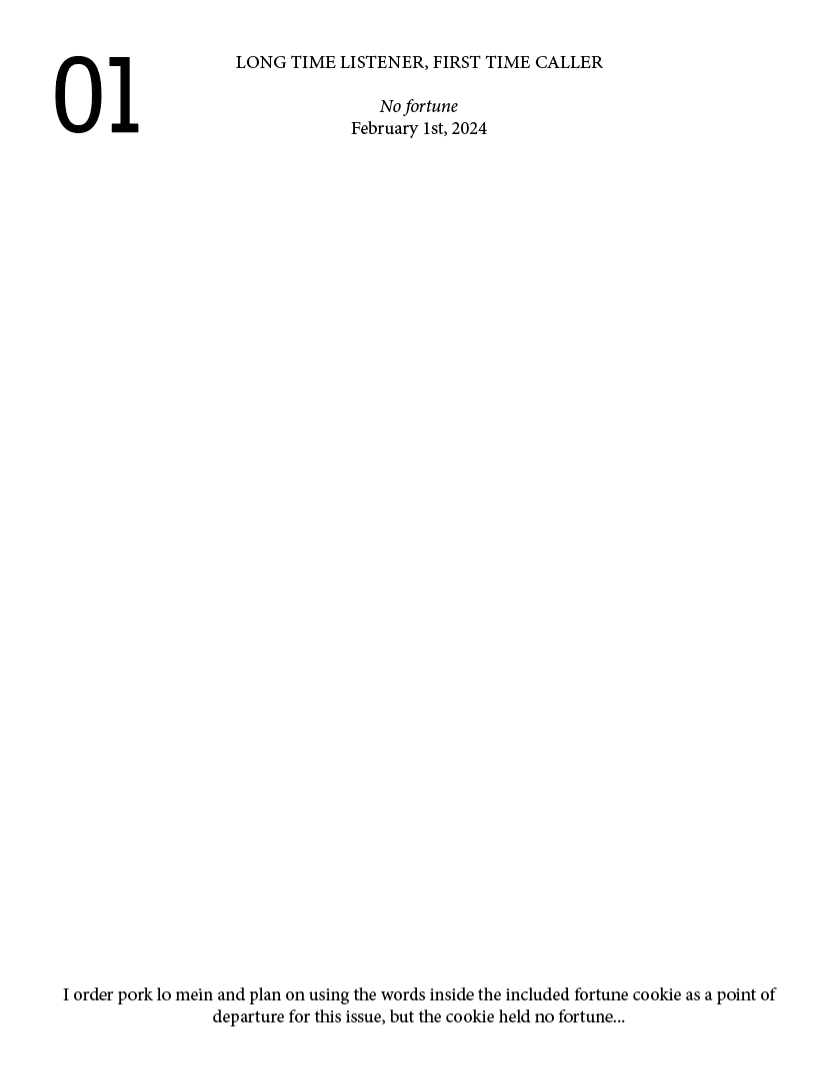 01
LONG TIME LISTENER, FIRST TIME CALLER
No fortune
February 1st, 2024
I order pork lo mein and plan on using the words inside the included fortune cookie as a point of
departure for this issue, but the cookie held no fortune...